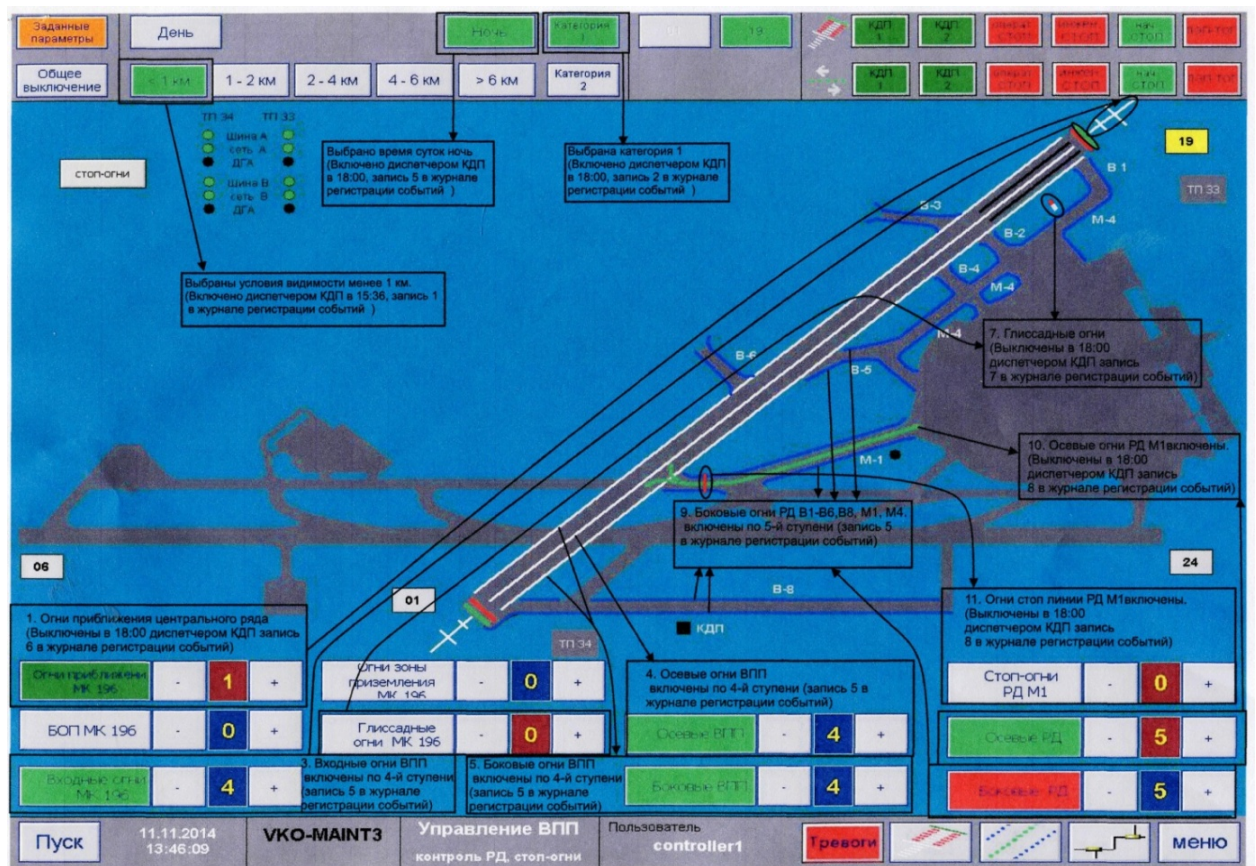 Заданные
параметры
День
Ночь
Категория
1
01
19
КДП
1
КДП
2
СТОП
СТОП
нач.
СТОП
Общее
выключение
< 1 км
1 - 2 км
2 - 4 км
4 - 6 км
> 6 км
Категория
2
КДП
1
КДП
2
СТОП
СТОП
нач.
СТОП
ТП 34 ТП 33
Шина А
сеть А
ДГА
Шина В
сеть В
ДГА
стоп-огни
Выбрано время суток ночь
(Включено диспетчером КДП
в 18:00, запись 5 в журнале
регистрации событий )
Выбрана категория 1
(Включено диспетчером КДП
в 18:00, запись 2 в журнале
регистрации событий )
19
В 1
ТП 33
В-3
М-4
В-2
В-4
М-4
Выбраны условия видимости менее 1 км.
(Включено диспетчером КДП в 15:36, запись 1
в журнале регистрации событий )
М-4
7. Глиссадные огни
(Выключены в 18:00
диспетчером КДП запись
7 в журнале регистрации событий)
В-6
В-5
10. Осевые огни РД М1включены.
(Выключены в 18:00
диспетчером КДП запись
8 в журнале регистрации событий)
М-1
9. Боковые огни РД В1-В6,В8, М1, М4.
включены по 5-й ступени (запись 5
в журнале регистрации событий)
06
24
01
В-8
КДП
ТП 34
1. Огни приближения центрального ряда
(Выключены в 18:00 диспетчером КДП запись
6 в журнале регистрации событий)
11. Огни стоп линии РД М1включены.
(Выключены в 18:00
диспетчером КДП запись
8 в журнале регистрации событий)
Огни приближени
МК 196
- 1 +
Огни зоны
приземления
МК 196
- 0 +
4. Осевые огни ВПП
включены по 4-й ступени (запись 5 в
журнале регистрации событий)
Стоп-огни
РД М1
- 0 +
БОП МК 196
- 0 +
Глиссадные
огни МК 196
- 0 +
Осевые ВПП
- 4 +
Осевые РД
- 5 +
Входные огни
МК 196
- 4 +
3. Входные огни ВПП
включены по 4-й ступени
(запись 5 в журнале
регистрации событий)
5. Боковые огни ВПП
включены по 4-й ступени
(запись 5 в журнале
регистрации событий)
Боковые ВПП
- 4 +
Боковые РД
- 5 +
Пуск
11.11.2014
13:46:09
VKO-MAINT3
Управление ВПП
контроль РД, стоп-огни
Пользователь
controller1
Тревоги
меню